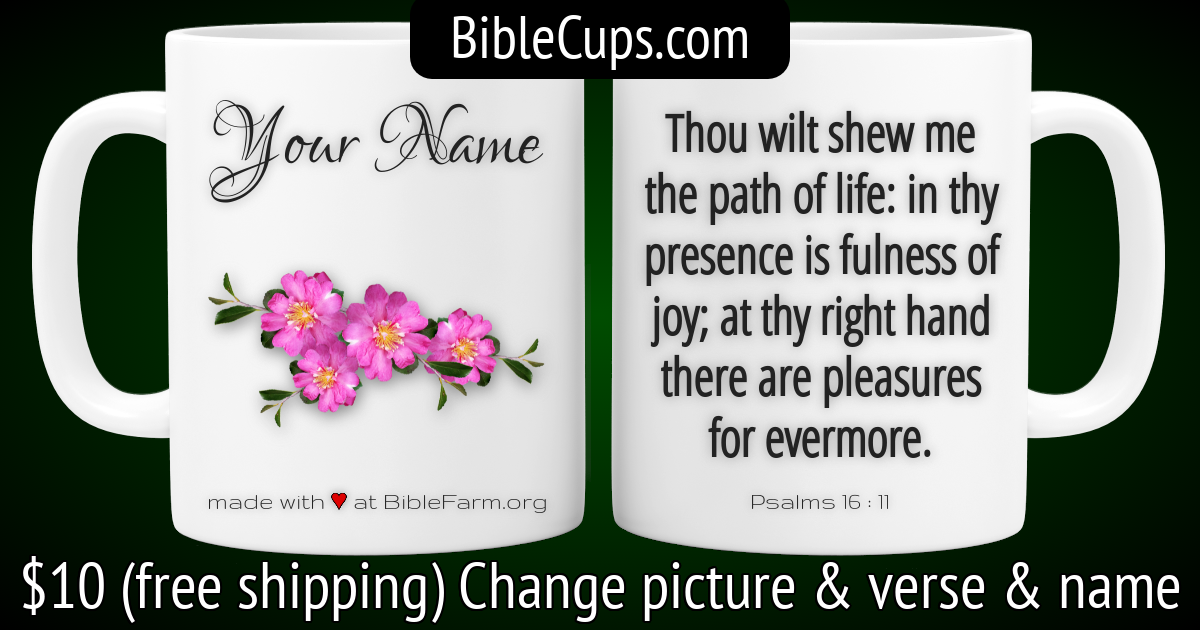 BibleCups.com
Your Name
made with ♥ at BibleFarm.org
Thou wilt shew me
the path of life: in thy
presence is fulness of
joy; at thy right hand
there are pleasures
for evermore.
Psalms 16 : 11
$10 (free shipping) Change picture & verse & name